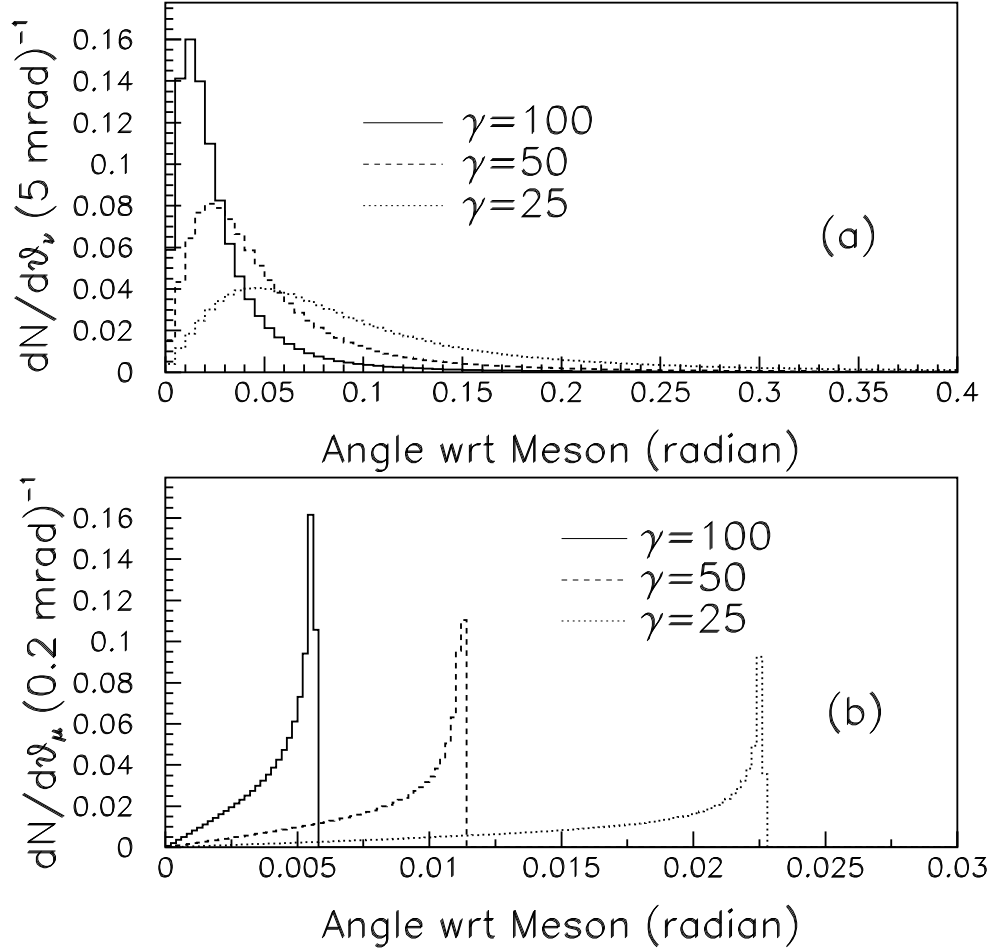 dN/dϑν (5 mrad)⁻¹
0.16
0.14
0.12
0.1
0.08
0.06
0.04
0.02
0
γ=100
γ=50
γ=25
(a)
0 0.05 0.1 0.15 0.2 0.25 0.3 0.35 0.4
Angle wrt Meson (radian)
dN/dϑμ (0.2 mrad)⁻¹
0.16
0.14
0.12
0.1
0.08
0.06
0.04
0.02
0
γ=100
γ=50
γ=25
(b)
0 0.005 0.01 0.015 0.02 0.025 0.03
Angle wrt Meson (radian)